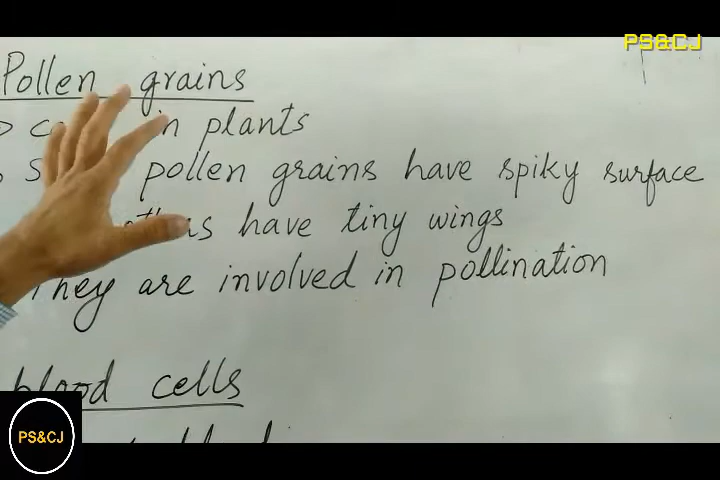 PS&CJ
Pollen grains
in plants
pollen grains have spiky surface
have tiny wings
They are involved in pollination
blood cells
PS&CJ